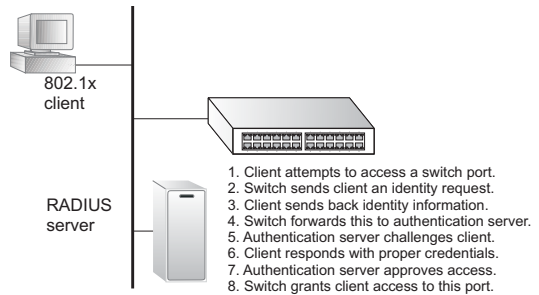 802.1x
client
1. Client attempts to access a switch port.
2. Switch sends client an identity request.
3. Client sends back identity information.
4. Switch forwards this to authentication server.
5. Authentication server challenges client.
6. Client responds with proper credentials.
7. Authentication server approves access.
8. Switch grants client access to this port.
RADIUS
server